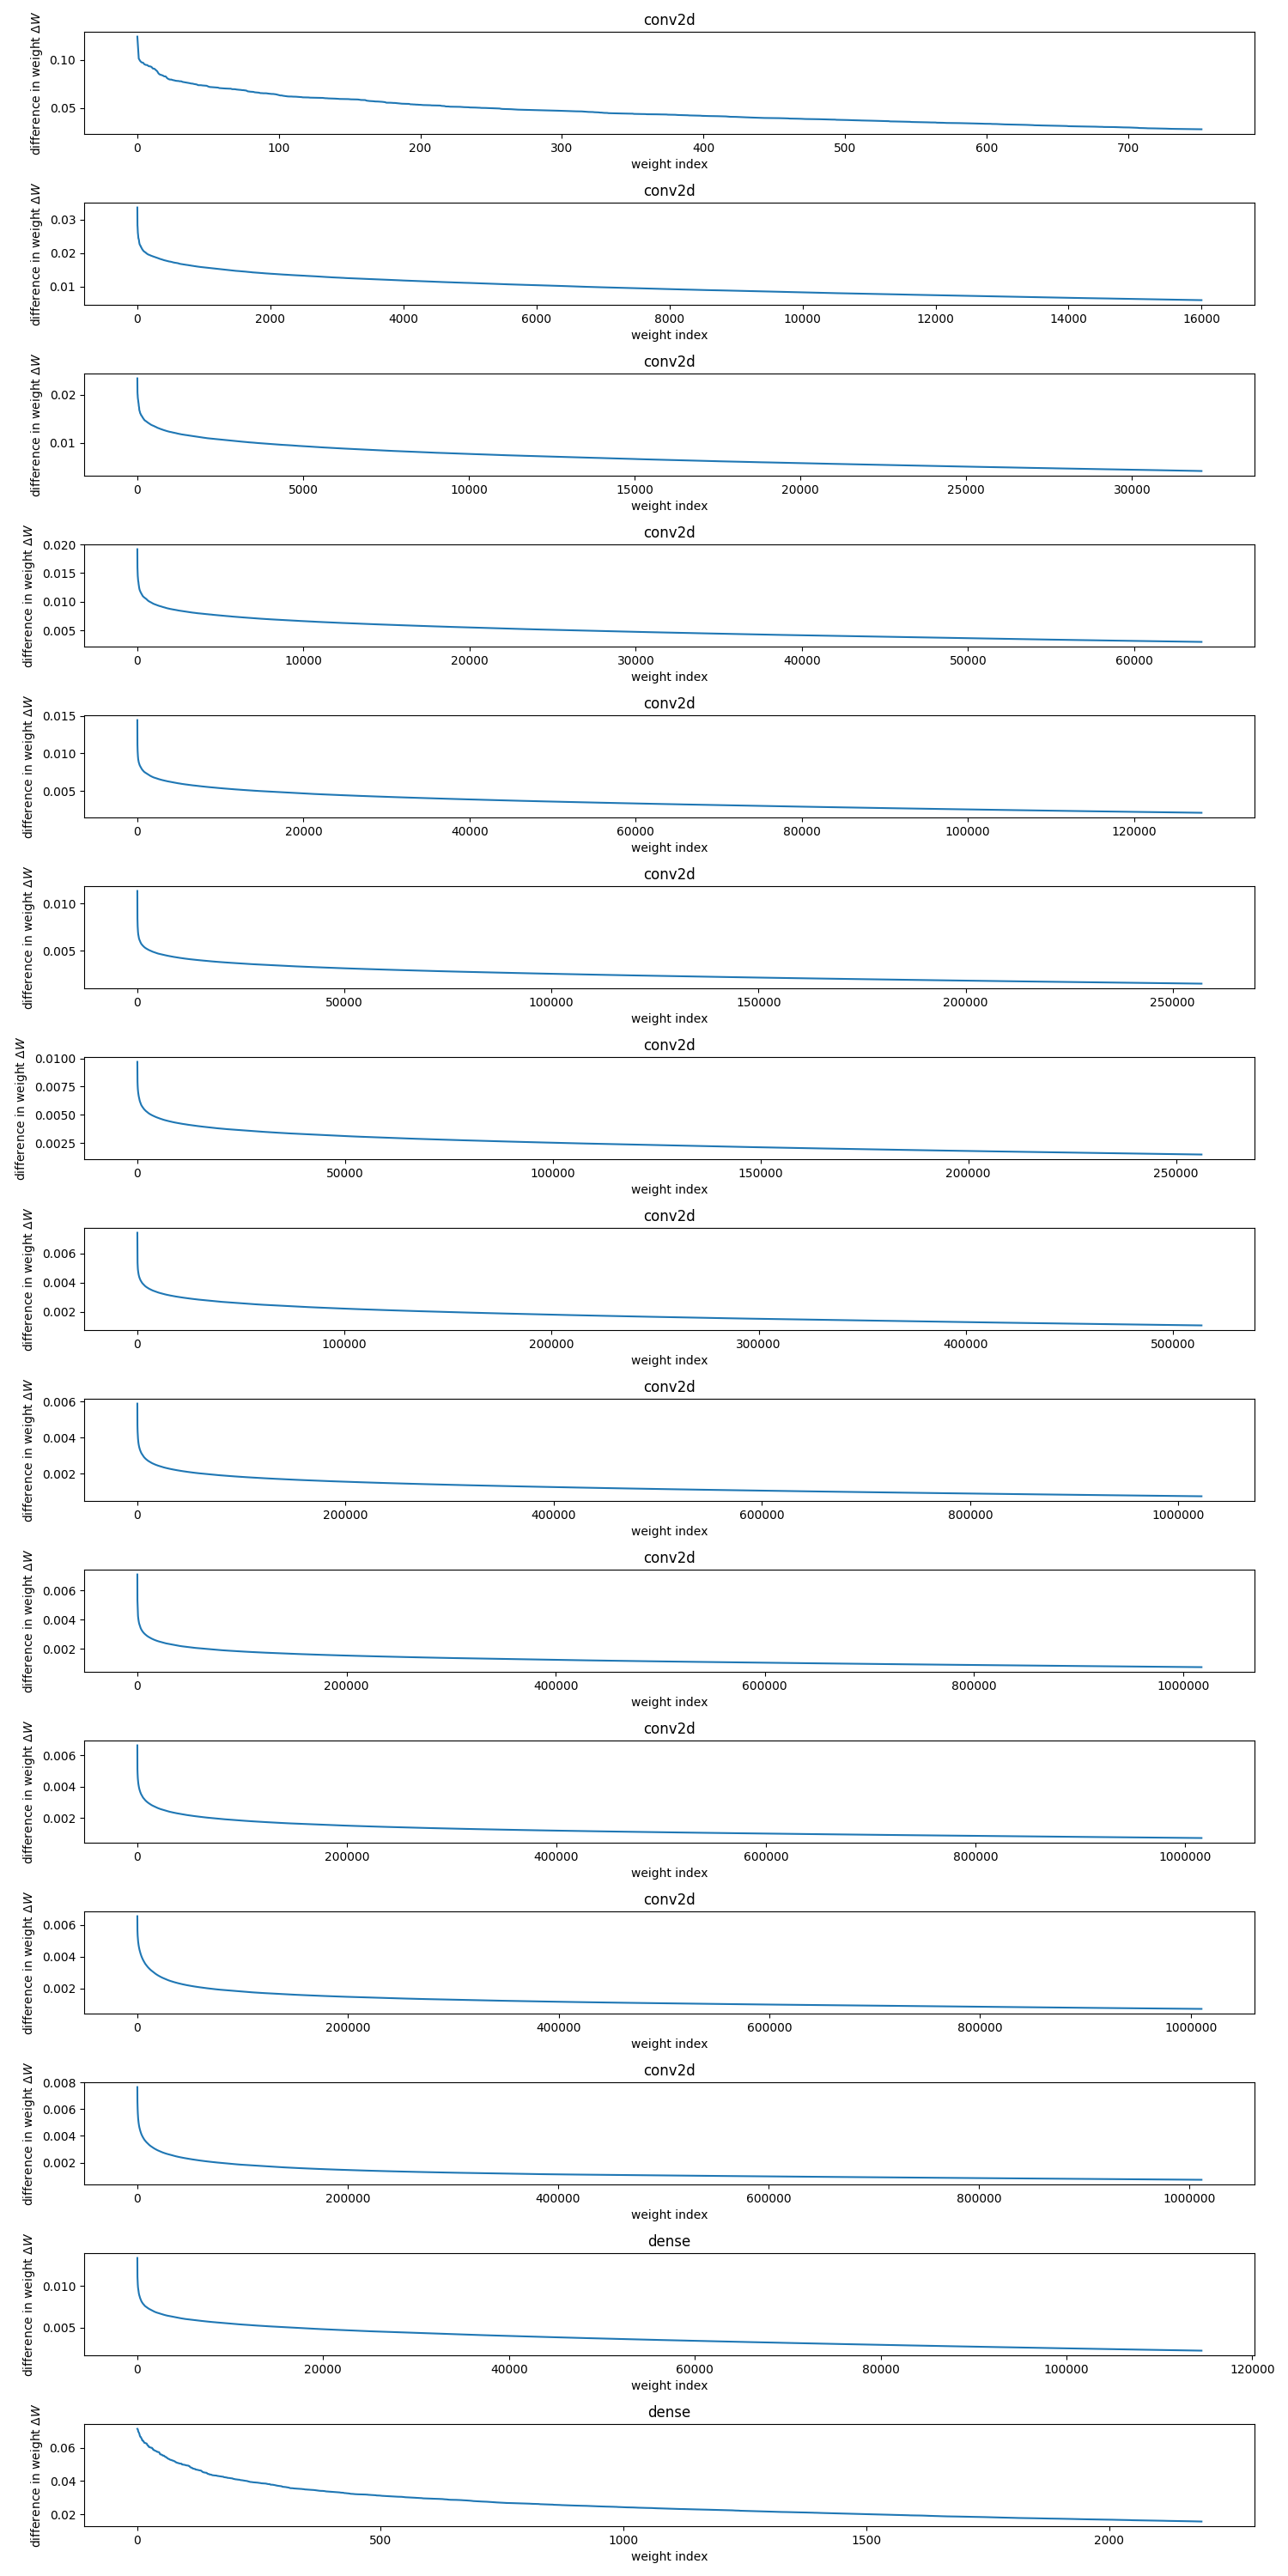 conv2d
difference in weight ΔW
0.10
0.05
0 100 200 300 400 500 600 700
weight index
conv2d
difference in weight ΔW
0.03
0.02
0.01
0 2000 4000 6000 8000 10000 12000 14000 16000
weight index
conv2d
difference in weight ΔW
0.02
0.01
0 5000 10000 15000 20000 25000 30000
weight index
conv2d
difference in weight ΔW
0.020
0.015
0.010
0.005
0 10000 20000 30000 40000 50000 60000
weight index
conv2d
difference in weight ΔW
0.015
0.010
0.005
0 20000 40000 60000 80000 100000 120000
weight index
conv2d
difference in weight ΔW
0.010
0.005
0 50000 100000 150000 200000 250000
weight index
conv2d
difference in weight ΔW
0.0100
0.0075
0.0050
0.0025
0 50000 100000 150000 200000 250000
weight index
conv2d
difference in weight ΔW
0.006
0.004
0.002
0 100000 200000 300000 400000 500000
weight index
conv2d
difference in weight ΔW
0.006
0.004
0.002
0 200000 400000 600000 800000 1000000
weight index
conv2d
difference in weight ΔW
0.006
0.004
0.002
0 200000 400000 600000 800000 1000000
weight index
conv2d
difference in weight ΔW
0.006
0.004
0.002
0 200000 400000 600000 800000 1000000
weight index
conv2d
difference in weight ΔW
0.006
0.004
0.002
0 200000 400000 600000 800000 1000000
weight index
conv2d
difference in weight ΔW
0.008
0.006
0.004
0.002
0 200000 400000 600000 800000 1000000
weight index
dense
difference in weight ΔW
0.010
0.005
0 20000 40000 60000 80000 100000 120000
weight index
dense
difference in weight ΔW
0.06
0.04
0.02
0 500 1000 1500 2000
weight index